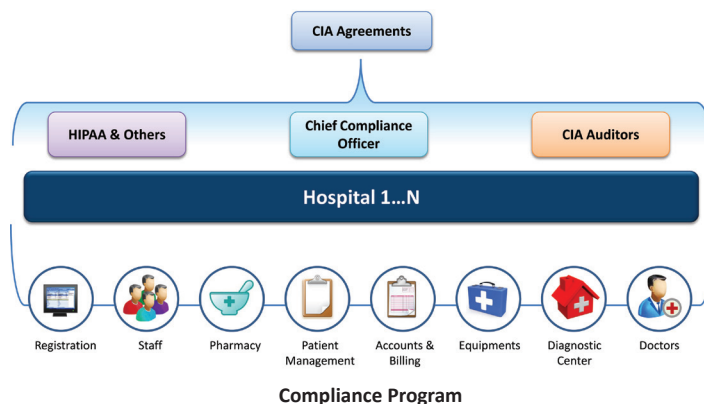 CIA Agreements
HIPAA & Others
Chief Compliance
Officer
CIA Auditors
Hospital 1...N
Registration
Staff
Pharmacy
Patient
Management
Accounts &
Billing
Equipments
Diagnostic
Center
Doctors
Compliance Program